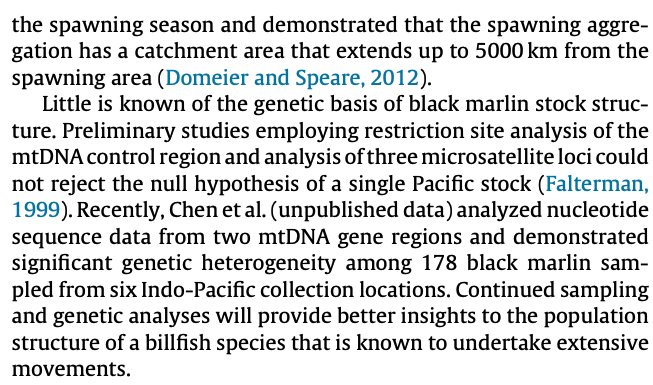 the spawning season and demonstrated that the spawning aggre-
gation has a catchment area that extends up to 5000 km from the
spawning area (Domeier and Speare, 2012).
Little is known of the genetic basis of black marlin stock struc-
ture. Preliminary studies employing restriction site analysis of the
mtDNA control region and analysis of three microsatellite loci could
not reject the null hypothesis of a single Pacific stock (Falterman,
1999). Recently, Chen et al. (unpublished data) analyzed nucleotide
sequence data from two mtDNA gene regions and demonstrated
significant genetic heterogeneity among 178 black marlin sam-
pled from six Indo-Pacific collection locations. Continued sampling
and genetic analyses will provide better insights to the population
structure of a billfish species that is known to undertake extensive
movements.